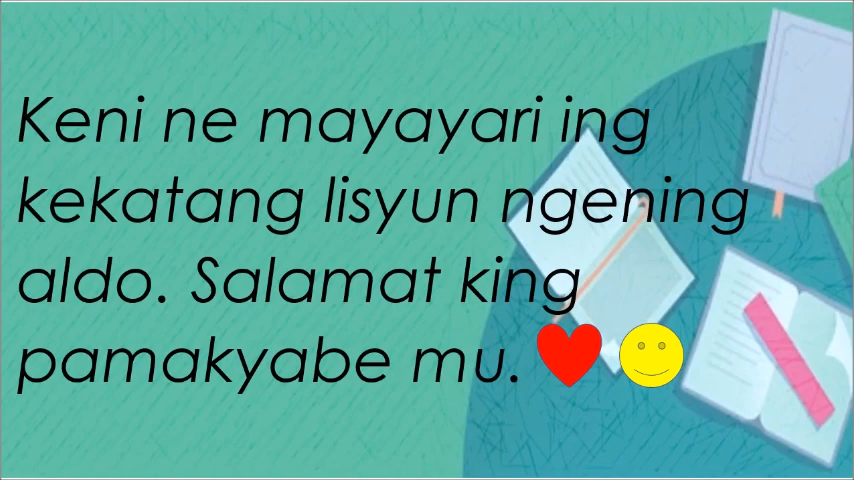 Keni ne mayayari ing
kekatang lisyun ngening
aldo. Salamat king
pamakyabe mu. ❤️🙂